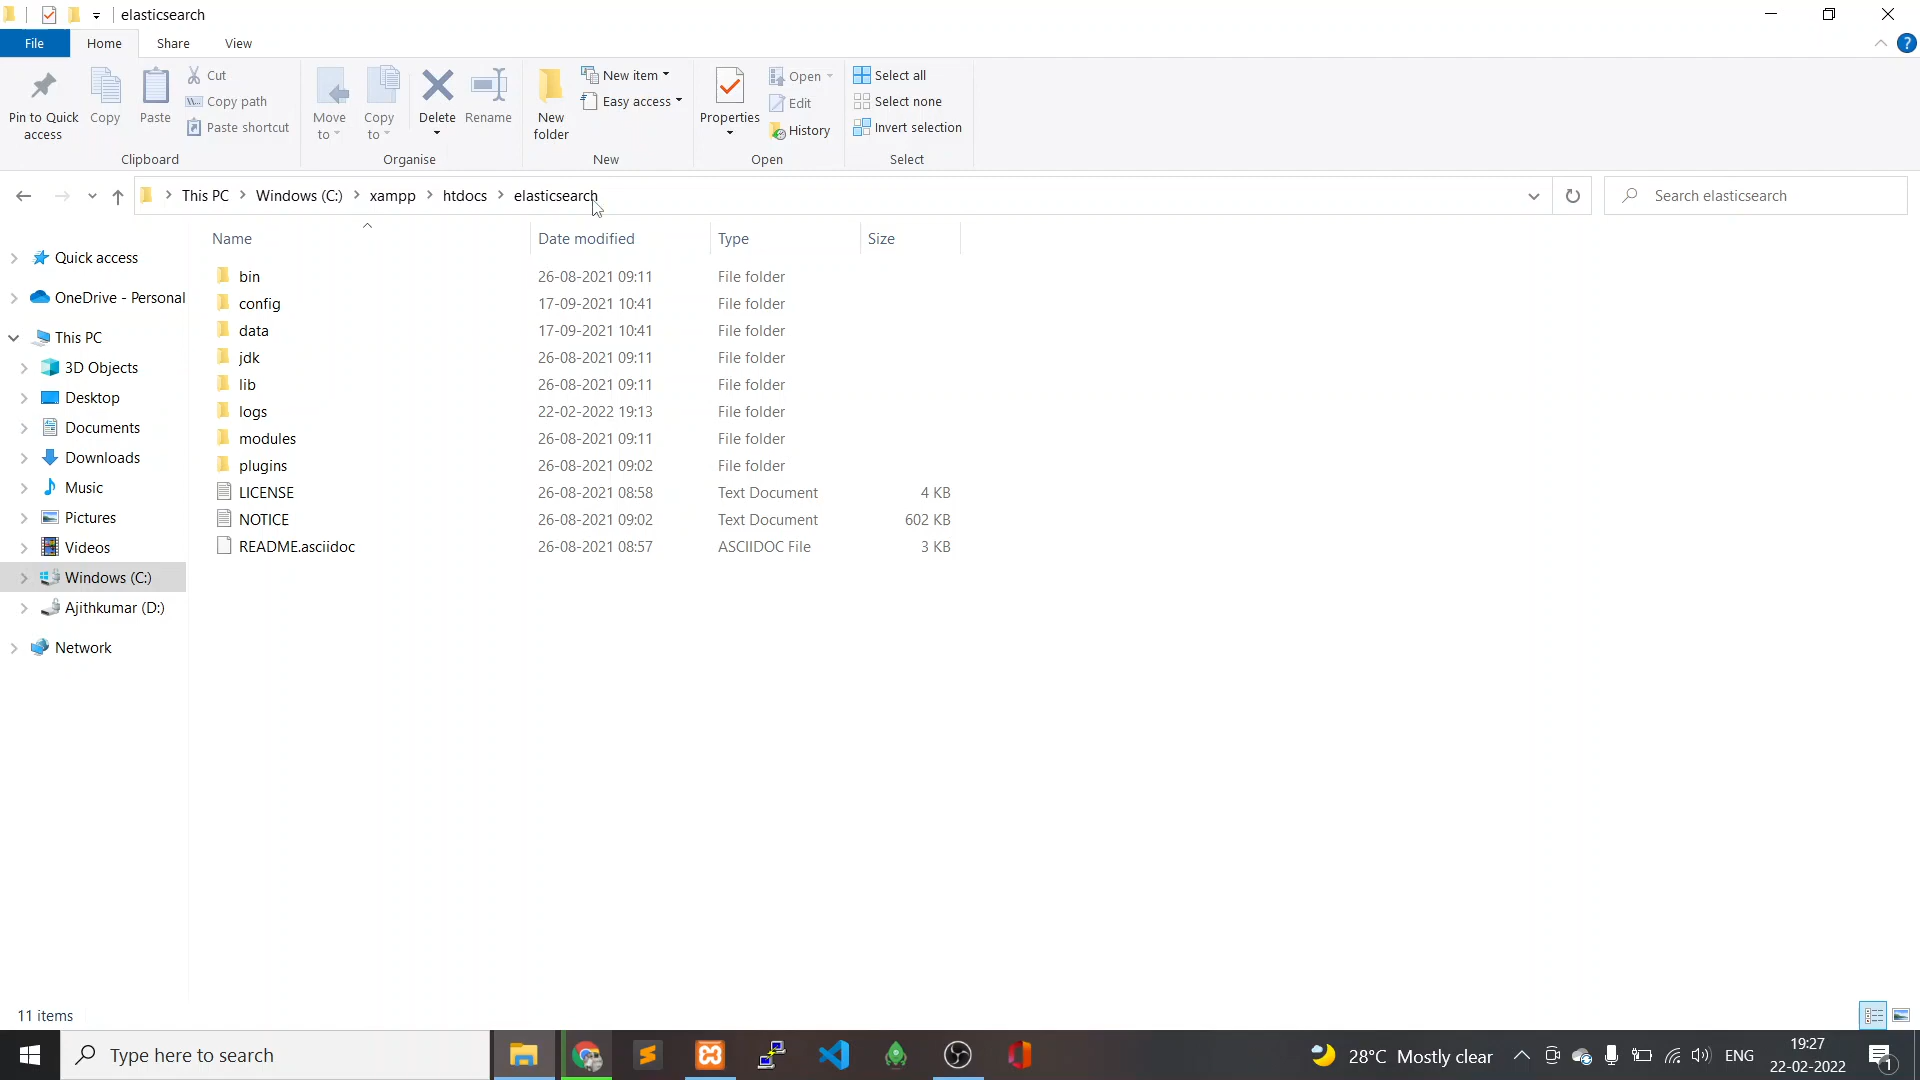 elasticsearch
File Home Share View
Pin to Quick access
Copy
Paste
Cut
Copy path
Paste shortcut
Clipboard
Move to
Copy to
Delete
Rename
Organise
New folder
New item
Easy access
New
Properties
Open
Edit
History
Open
Select all
Select none
Invert selection
Select
This PC Windows (C:) xampp htdocs elasticsearch
Search elasticsearch
Quick access
OneDrive - Personal
This PC
3D Objects
Desktop
Documents
Downloads
Music
Pictures
Videos
Windows (C:)
Ajithkumar (D:)
Network
Name Date modified Type Size
bin 26-08-2021 09:11 File folder
config 17-09-2021 10:41 File folder
data 17-09-2021 10:41 File folder
jdk 26-08-2021 09:11 File folder
lib 26-08-2021 09:11 File folder
logs 22-02-2022 19:13 File folder
modules 26-08-2021 09:11 File folder
plugins 26-08-2021 09:02 File folder
LICENSE 26-08-2021 08:58 Text Document 4 KB
NOTICE 26-08-2021 09:02 Text Document 602 KB
README.asciidoc 26-08-2021 08:57 ASCIIDOC File 3 KB
11 items
Type here to search
28°C Mostly clear
ENG
19:27
22-02-2022
1